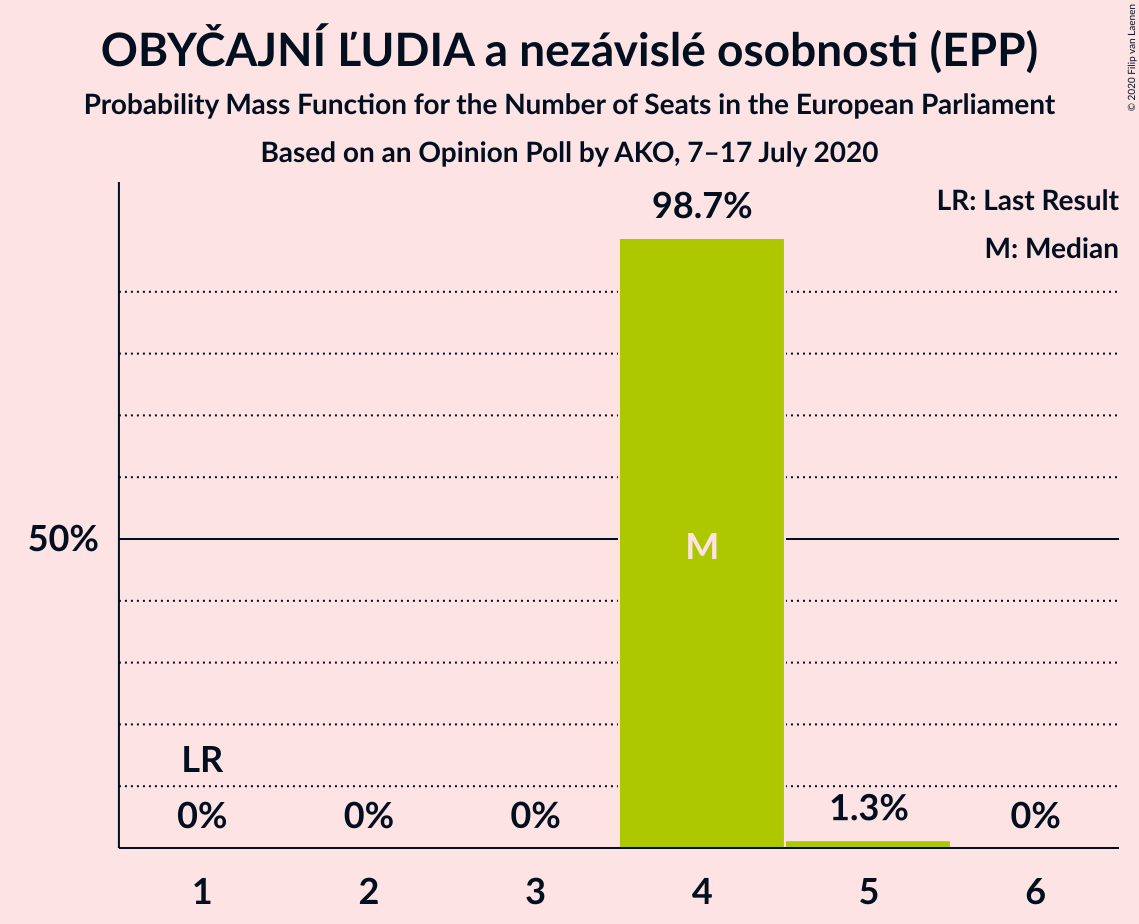 OBYČAJNÍ ĽUDIA a nezávislé osobnosti (EPP)
Probability Mass Function for the Number of Seats in the European Parliament
Based on an Opinion Poll by AKO, 7–17 July 2020
© 2020 Filip van Laenen
LR: Last Result
M: Median
98.7%
50%
M
LR
0%
0%
0%
1.3%
0%
1 2 3 4 5 6